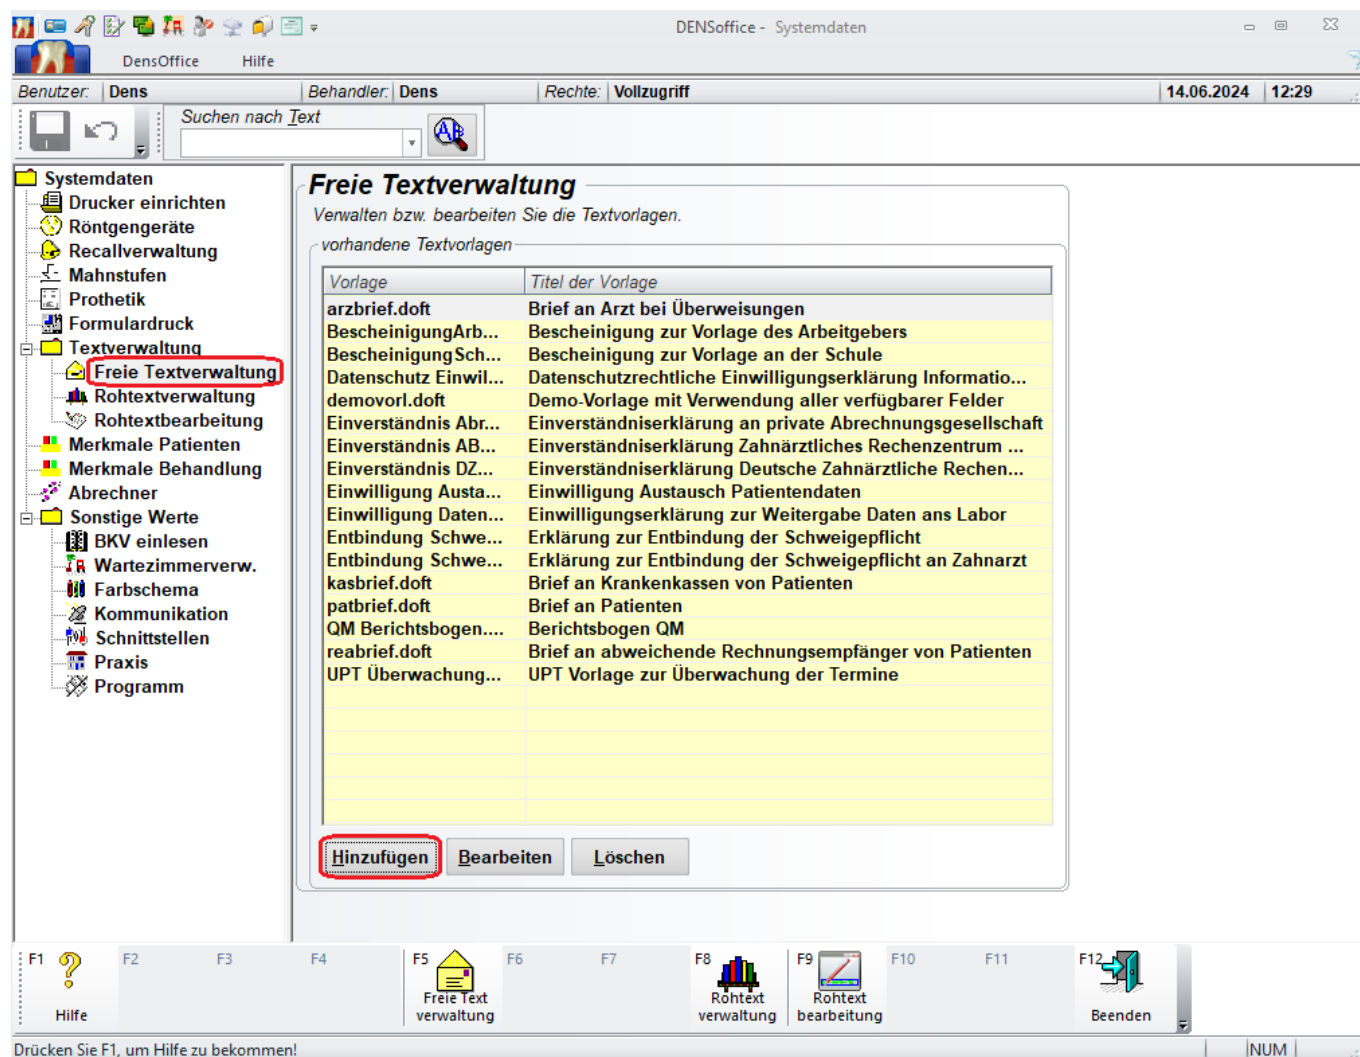 DENSoffice - Systemdaten
DensOffice Hilfe
Benutzer: Dens Behandler: Dens Rechte: Vollzugriff 14.06.2024 12:29
Suchen nach Text
Systemdaten
Drucker einrichten
Röntgengeräte
Recallverwaltung
Mahnstufen
Prothetik
Formulardruck
Textverwaltung
Freie Textverwaltung
Rohtextverwaltung
Rohtextbearbeitung
Merkmale Patienten
Merkmale Behandlung
Abrechner
Sonstige Werte
BKV einlesen
Wartezimmerverw.
Farbschema
Kommunikation
Schnittstellen
Praxis
Programm
Freie Textverwaltung
Verwalten bzw. bearbeiten Sie die Textvorlagen.
vorhandene Textvorlagen
Vorlage Titel der Vorlage
arzbrief.doft Brief an Arzt bei Überweisungen
BescheinigungArb... Bescheinigung zur Vorlage des Arbeitgebers
BescheinigungSch... Bescheinigung zur Vorlage an der Schule
Datenschutz Einwil... Datenschutzrechtliche Einwilligungserklärung Informatio...
demovorl.doft Demo-Vorlage mit Verwendung aller verfügbarer Felder
Einverständnis Abr... Einverständniserklärung an private Abrechnungsgesellschaft
Einverständnis AB... Einverständniserklärung Zahnärztliches Rechenzentrum ...
Einverständnis DZ... Einverständniserklärung Deutsche Zahnärztliche Rechen...
Einwilligung Austa... Einwilligung Austausch Patientendaten
Einwilligung Daten... Einwilligungserklärung zur Weitergabe Daten ans Labor
Entbindung Schwe... Erklärung zur Entbindung der Schweigepflicht
Entbindung Schwe... Erklärung zur Entbindung der Schweigepflicht an Zahnarzt
kasbrief.doft Brief an Krankenkassen von Patienten
patbrief.doft Brief an Patienten
QM Berichtsbogen.... Berichtsbogen QM
reabrief.doft Brief an abweichende Rechnungsempfänger von Patienten
UPT Überwachung... UPT Vorlage zur Überwachung der Termine
Hinzufügen Bearbeiten Löschen
F1 F2 F3 F4 F5 F6 F7 F8 F9 F10 F11 F12
Freie Text Rohtext Rohtext
Hilfe verwaltung verwaltung bearbeitung Beenden
Drücken Sie F1, um Hilfe zu bekommen! NUM